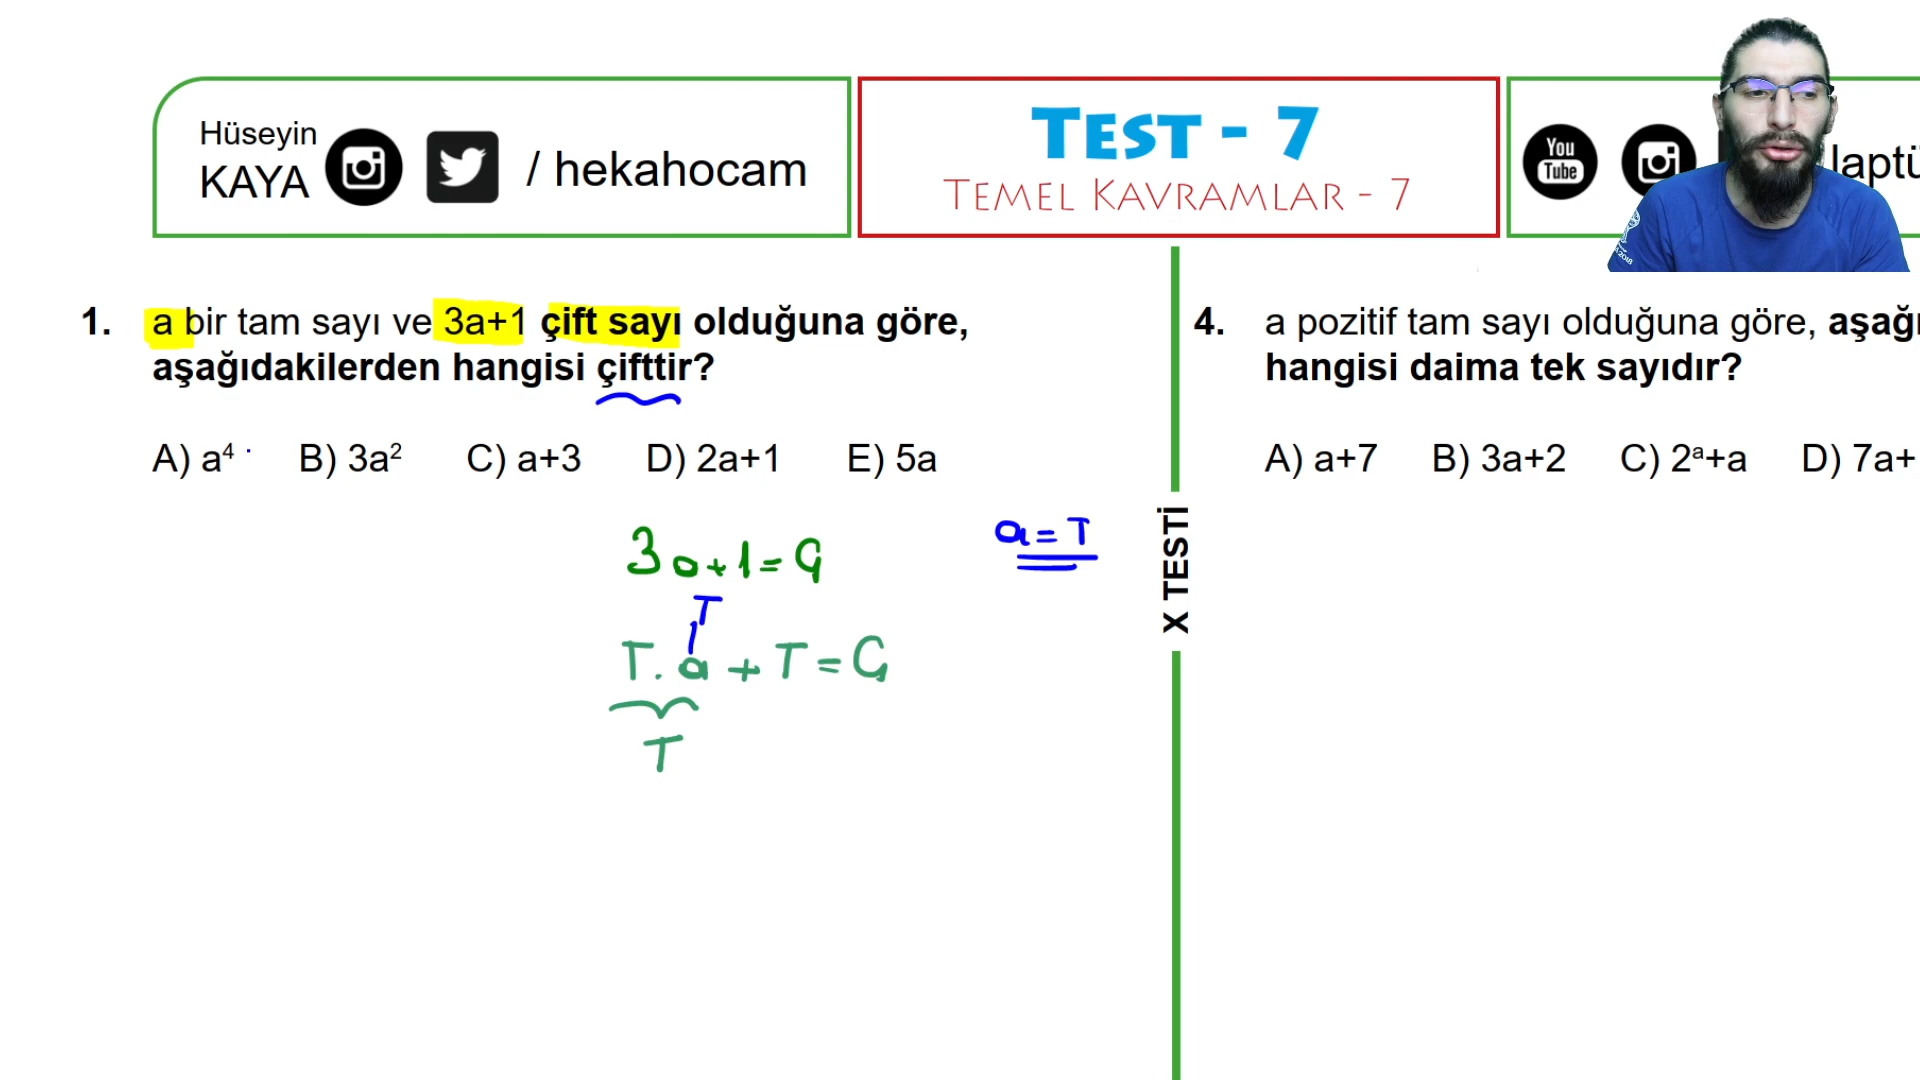 Hüseyin
KAYA
/ hekahocam
TEST - 7
TEMEL KAVRAMLAR - 7
You
Tube
1. a bir tam sayı ve 3a+1 çift sayı olduğuna göre,
aşağıdakilerden hangisi çifttir?
A) a⁴ B) 3a² C) a+3 D) 2a+1 E) 5a
3a+1=Ç
T
T.a+T=Ç
T
a=T
X TESTİ
4. a pozitif tam sayı olduğuna göre,
hangisi daima tek sayıdır?
A) a+7 B) 3a+2 C) 2ᵃ+a D) 7a+